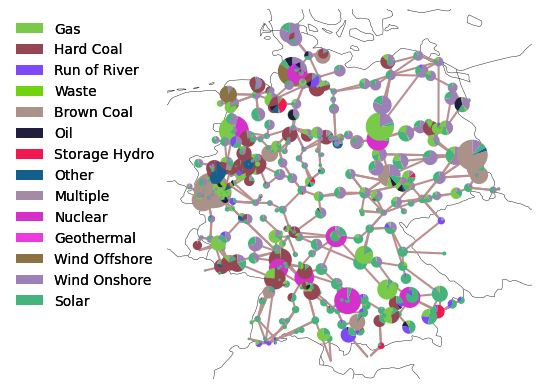 Gas
Hard Coal
Run of River
Waste
Brown Coal
Oil
Storage Hydro
Other
Multiple
Nuclear
Geothermal
Wind Offshore
Wind Onshore
Solar